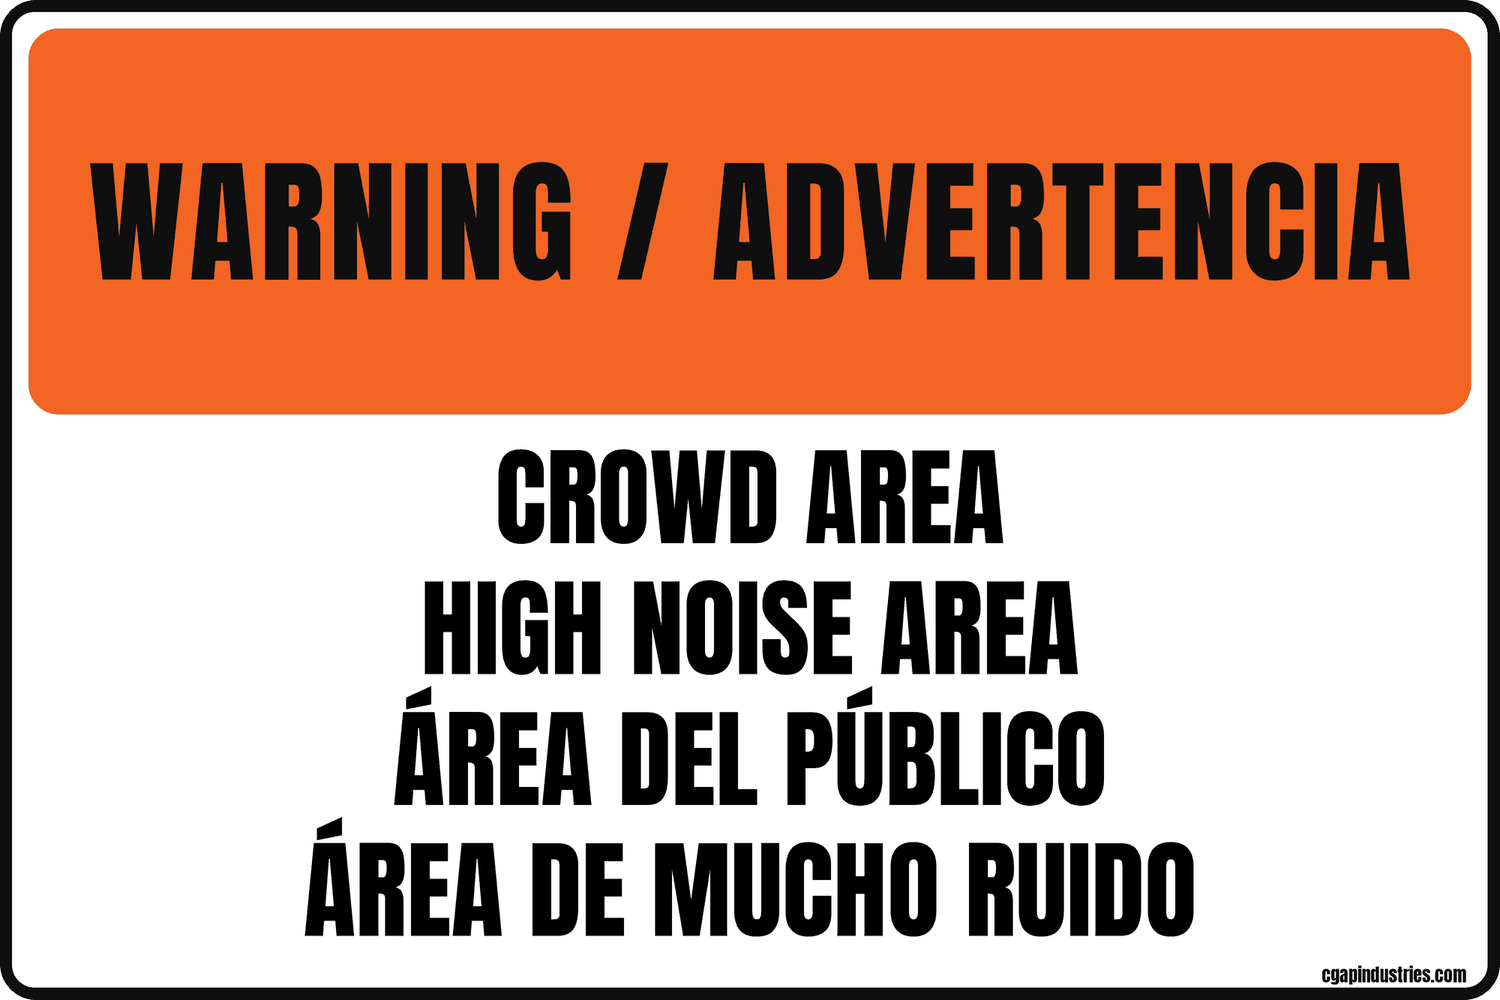 WARNING / ADVERTENCIA
CROWD AREA
HIGH NOISE AREA
ÁREA DEL PÚBLICO
ÁREA DE MUCHO RUIDO
cgapindustries.com